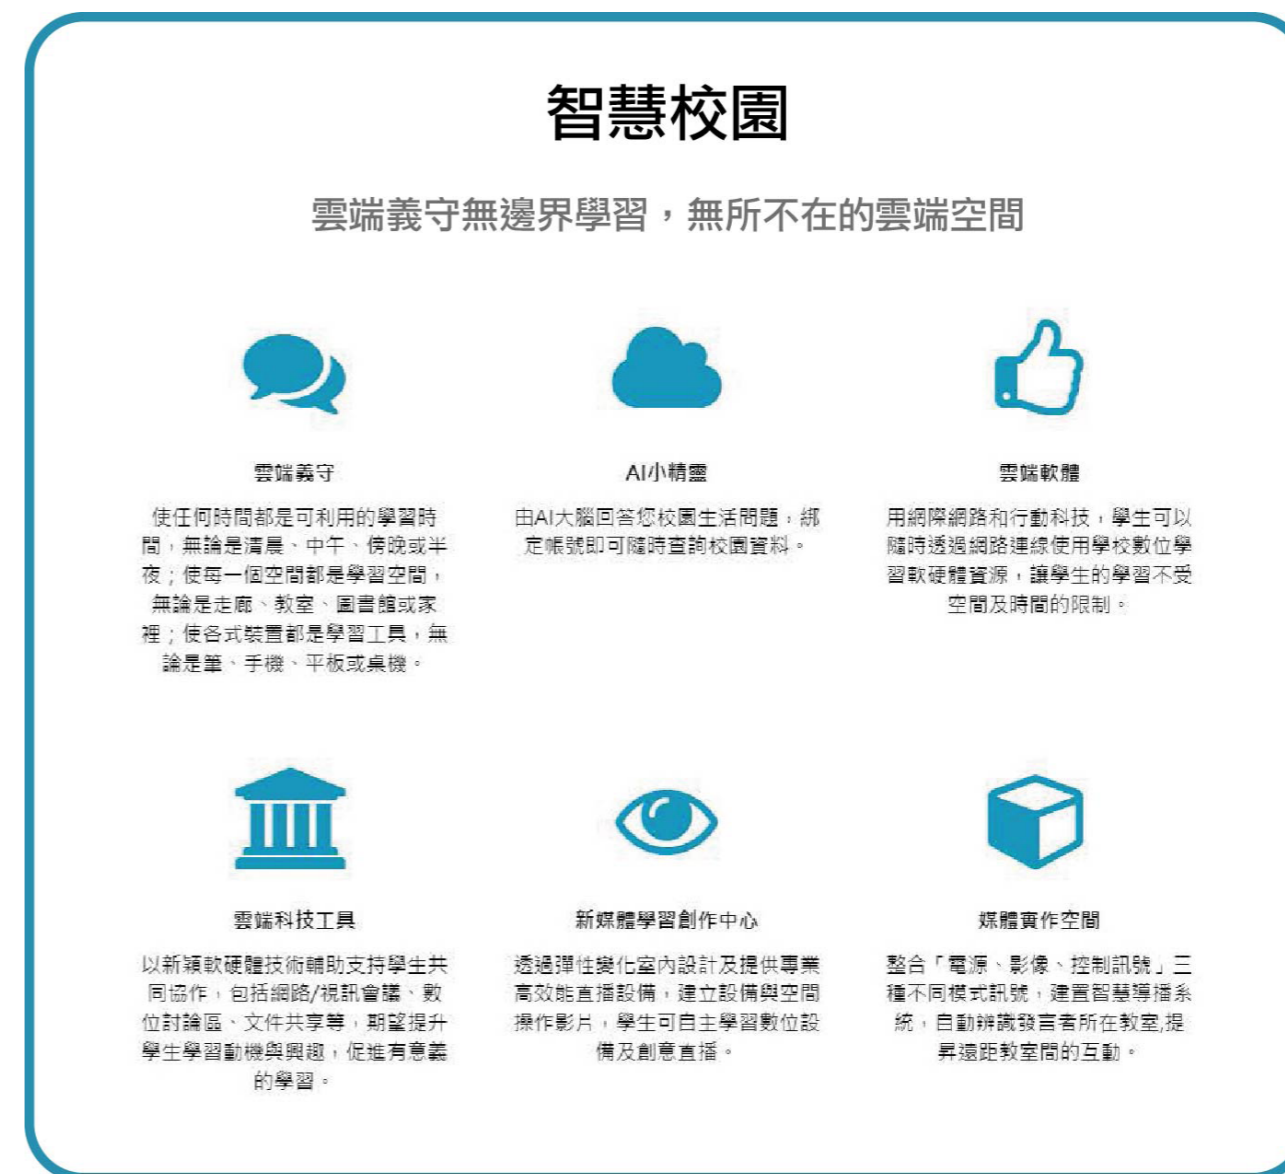 智慧校園
雲端義守無邊界學習，無所不在的雲端空間
雲端義守
使任何時間都是可利用的學習時
間，無論是清晨、中午、傍晚或半
夜；使每一個空間都是學習空間，
無論是走廊、教室、圖書館或家
裡；使各式裝置都是學習工具，無
論是筆、手機、平板或桌機。
AI小精靈
由AI大腦回答您校園生活問題，綁
定帳號即可隨時查詢校園資料。
雲端軟體
用網際網路和行動科技，學生可以
隨時透過網路連線使用學校數位學
習軟硬體資源，讓學生的學習不受
空間及時間的限制。
雲端科技工具
以新穎軟硬體技術輔助支持學生共
同協作，包括網路/視訊會議、數
位討論區、文件共享等，期望提升
學生學習動機與興趣，促進有意義
的學習。
新媒體學習創作中心
透過彈性變化室內設計及提供專業
高效能直播設備，建立設備與空間
操作影片，學生可自主學習數位設
備及創意直播。
媒體實作空間
整合「電源、影像、控制訊號」三
種不同模式訊號，建置智慧導播系
統，自動辨識發言者所在教室,提
昇遠距教室間的互動。